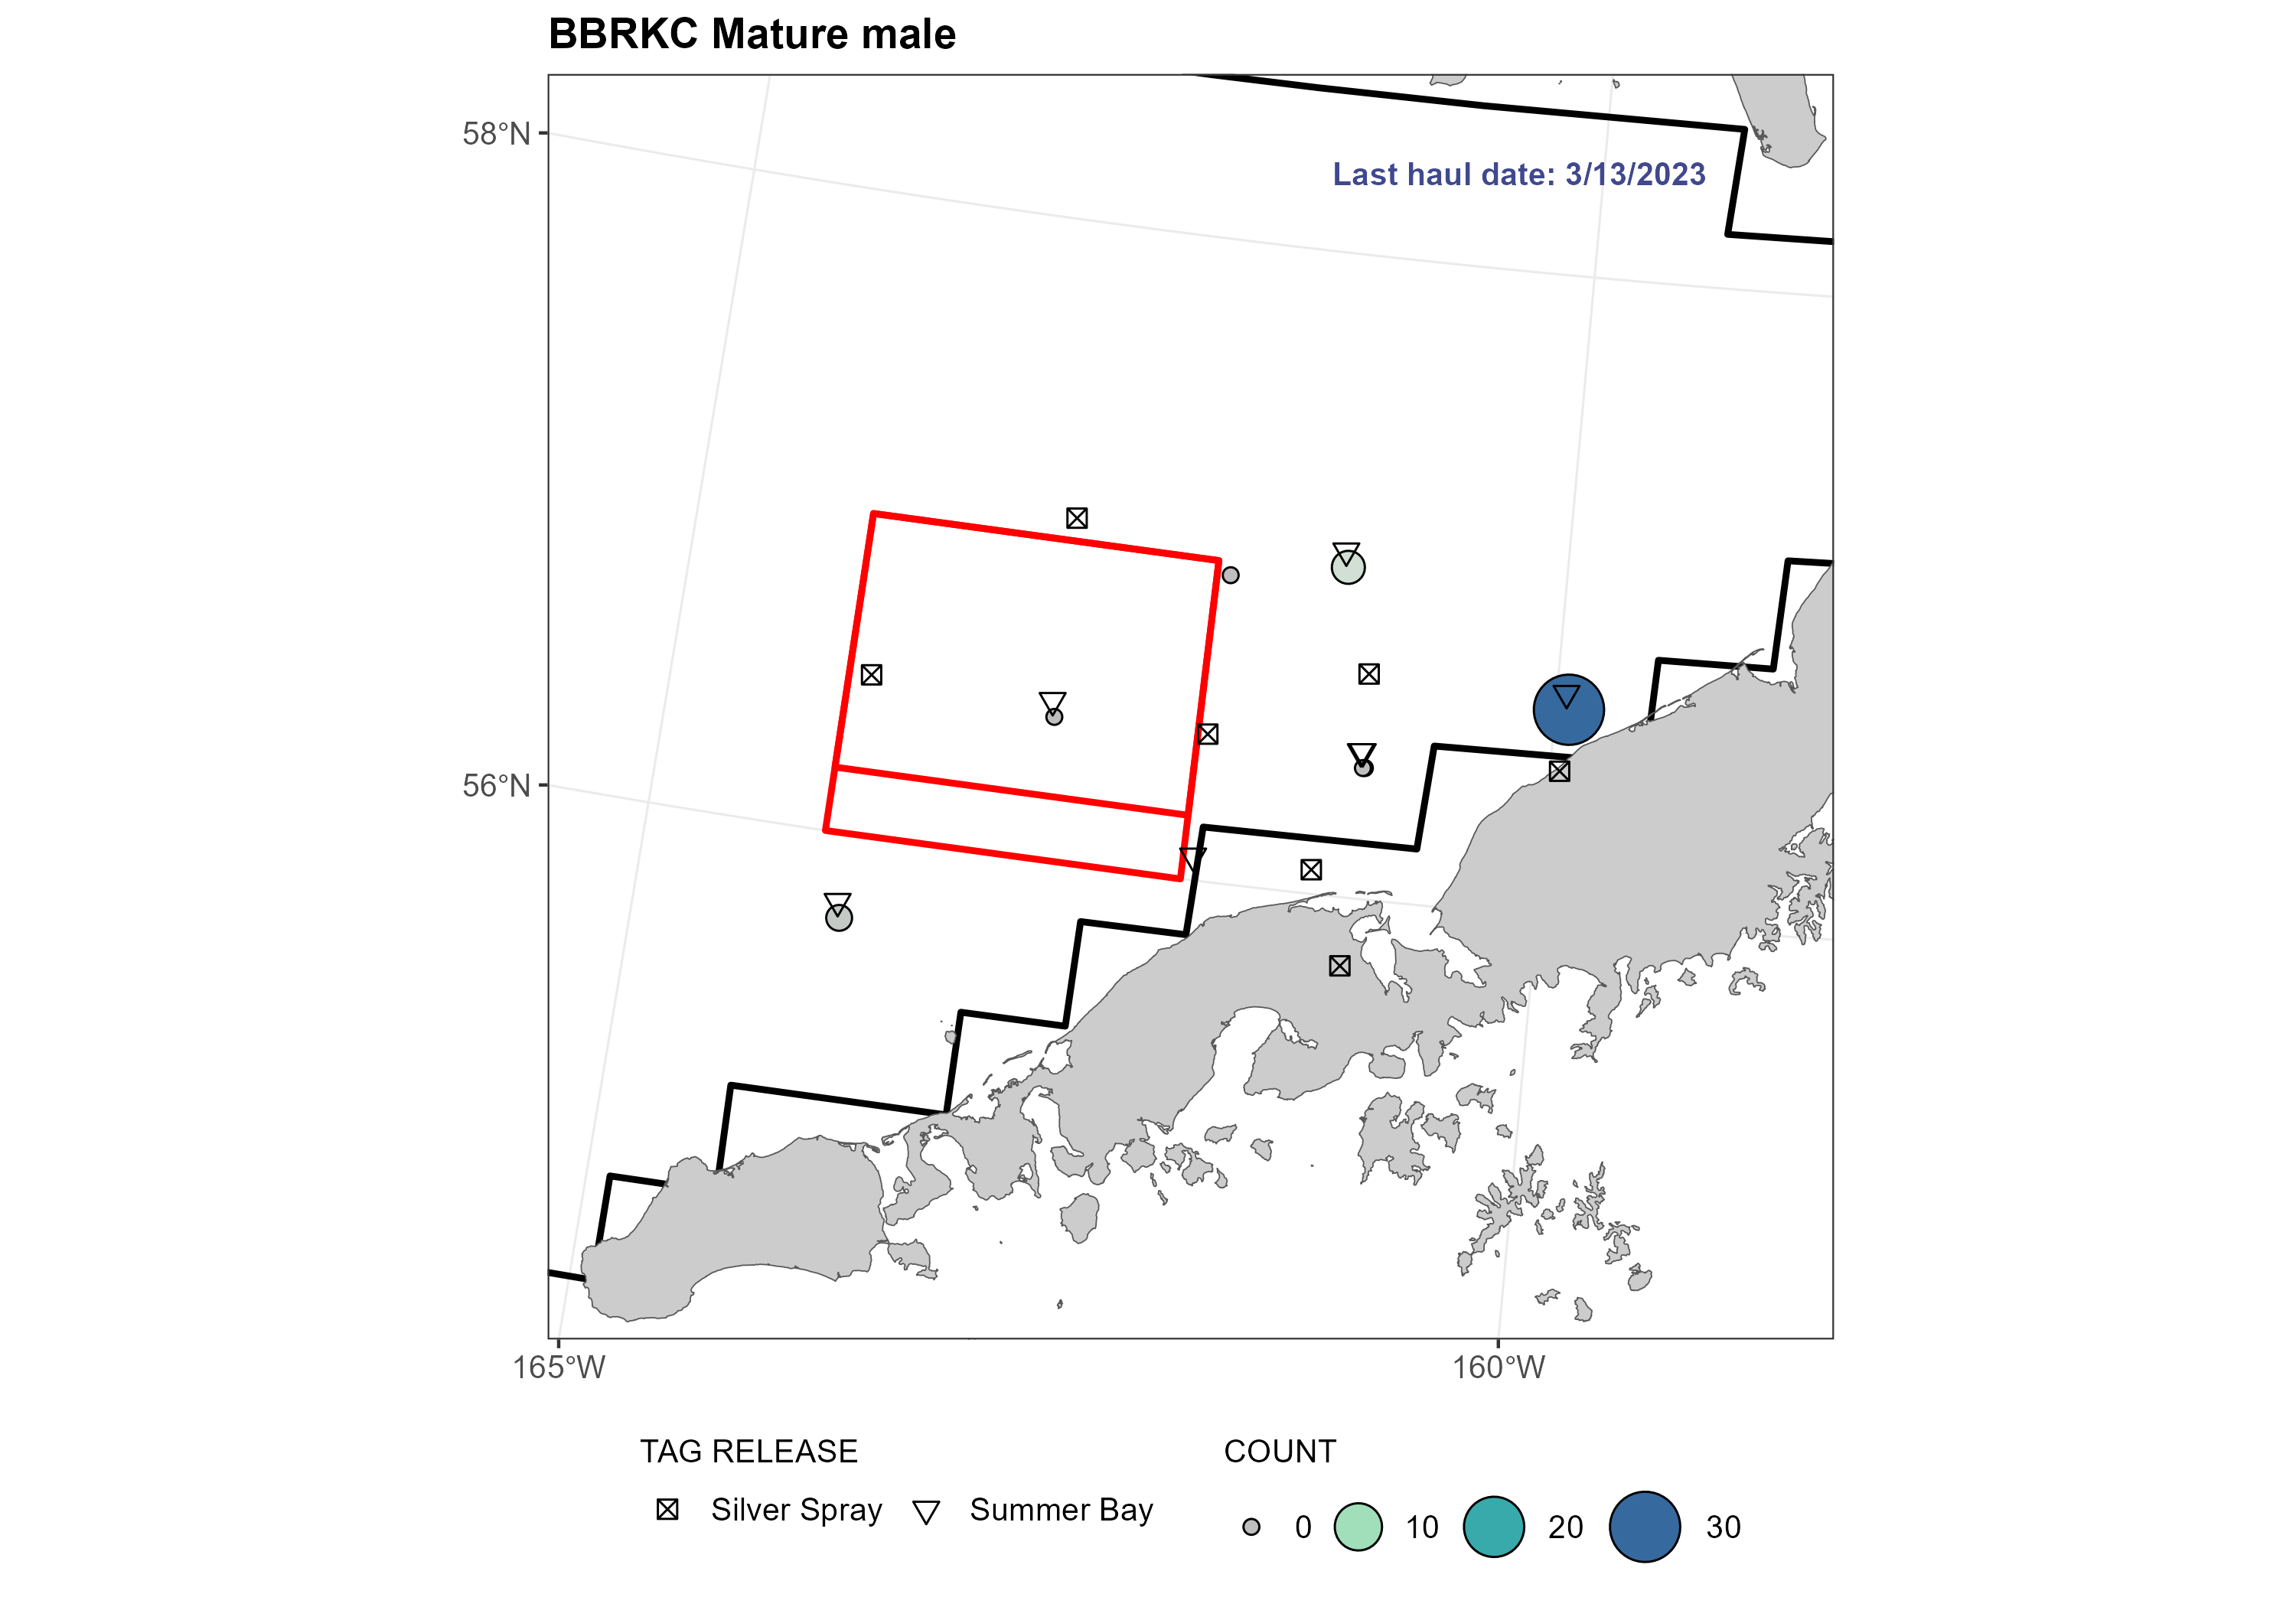 BBRKC Mature male
58°N
Last haul date: 3/13/2023
56°N
165°W
160°W
TAG RELEASE
Silver Spray
Summer Bay
COUNT
0
10
20
30